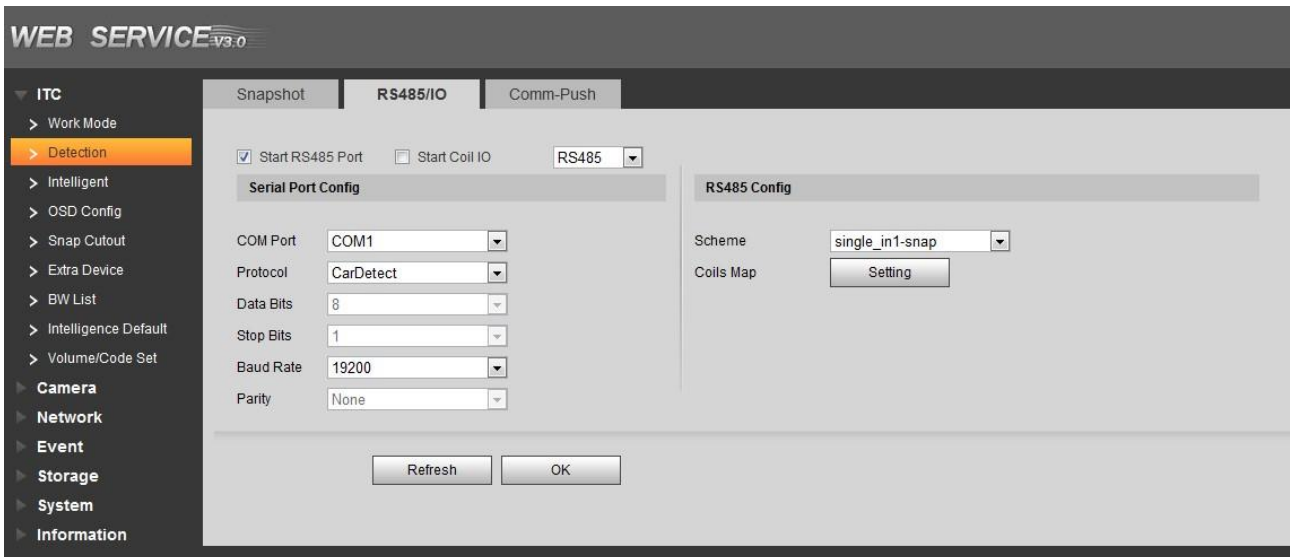 WEB SERVICE V3.0
ITC
Work Mode
Detection
Intelligent
OSD Config
Snap Cutout
Extra Device
BW List
Intelligence Default
Volume/Code Set
Camera
Network
Event
Storage
System
Information
Snapshot RS485/IO Comm-Push
Start RS485 Port Start Coil IO RS485
Serial Port Config
COM Port COM1
Protocol CarDetect
Data Bits 8
Stop Bits 1
Baud Rate 19200
Parity None
RS485 Config
Scheme single_in1-snap
Coils Map Setting
Refresh OK